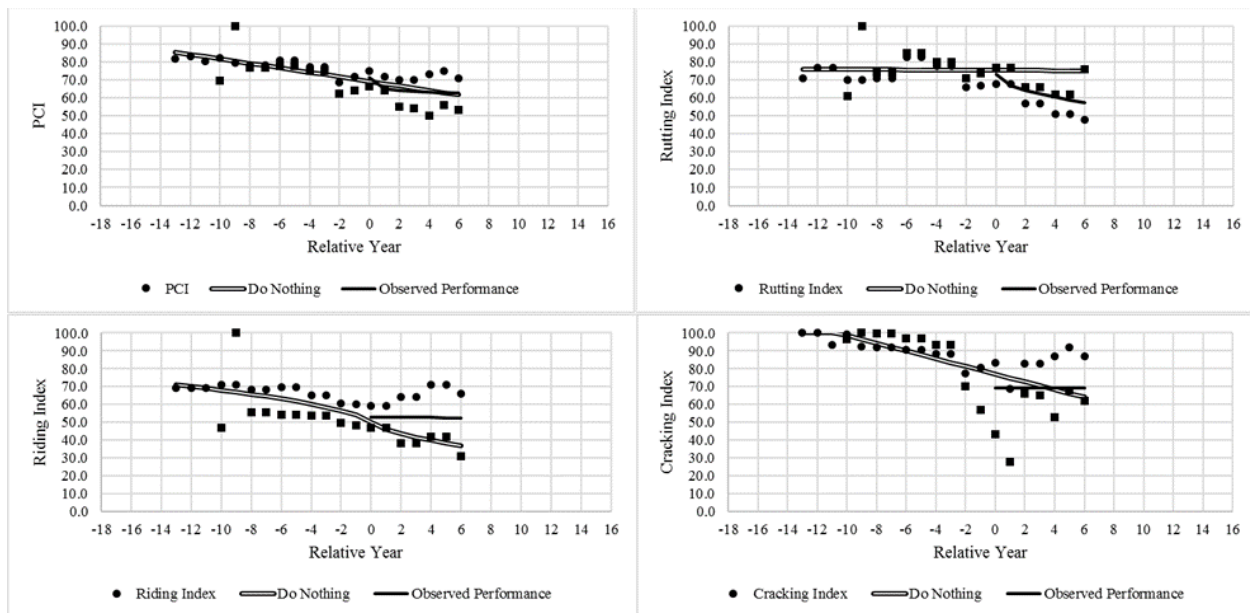 100.0
90.0
80.0
70.0
60.0
50.0
40.0
30.0
20.0
10.0
0.0
PCI
-18 -16 -14 -12 -10 -8 -6 -4 -2 0 2 4 6 8 10 12 14 16
Relative Year
PCI Do Nothing Observed Performance
100.0
90.0
80.0
70.0
60.0
50.0
40.0
30.0
20.0
10.0
0.0
Rutting Index
-18 -16 -14 -12 -10 -8 -6 -4 -2 0 2 4 6 8 10 12 14 16
Relative Year
Rutting Index Do Nothing Observed Performance
100.0
90.0
80.0
70.0
60.0
50.0
40.0
30.0
20.0
10.0
0.0
Riding Index
-18 -16 -14 -12 -10 -8 -6 -4 -2 0 2 4 6 8 10 12 14 16
Relative Year
Riding Index Do Nothing Observed Performance
100.0
90.0
80.0
70.0
60.0
50.0
40.0
30.0
20.0
10.0
0.0
Cracking Index
-18 -16 -14 -12 -10 -8 -6 -4 -2 0 2 4 6 8 10 12 14 16
Relative Year
Cracking Index Do Nothing Observed Performance